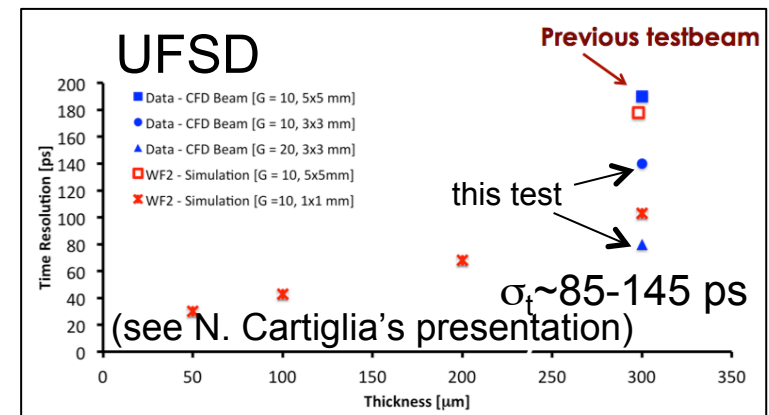 UFSD
Previous testbeam
Data - CFD Beam [G = 10, 5x5 mm]
Data - CFD Beam [G = 10, 3x3 mm]
Data - CFD Beam [G = 20, 3x3 mm]
WF2 - Simulation [G = 10, 5x5mm]
WF2 - Simulation [G =10, 1x1 mm]
this test
σt~85-145 ps
(see N. Cartiglia’s presentation)
Time Resolution [ps]
200
180
160
140
120
100
80
60
40
20
0
0 50 100 150 200 250 300 350
Thickness [μm]